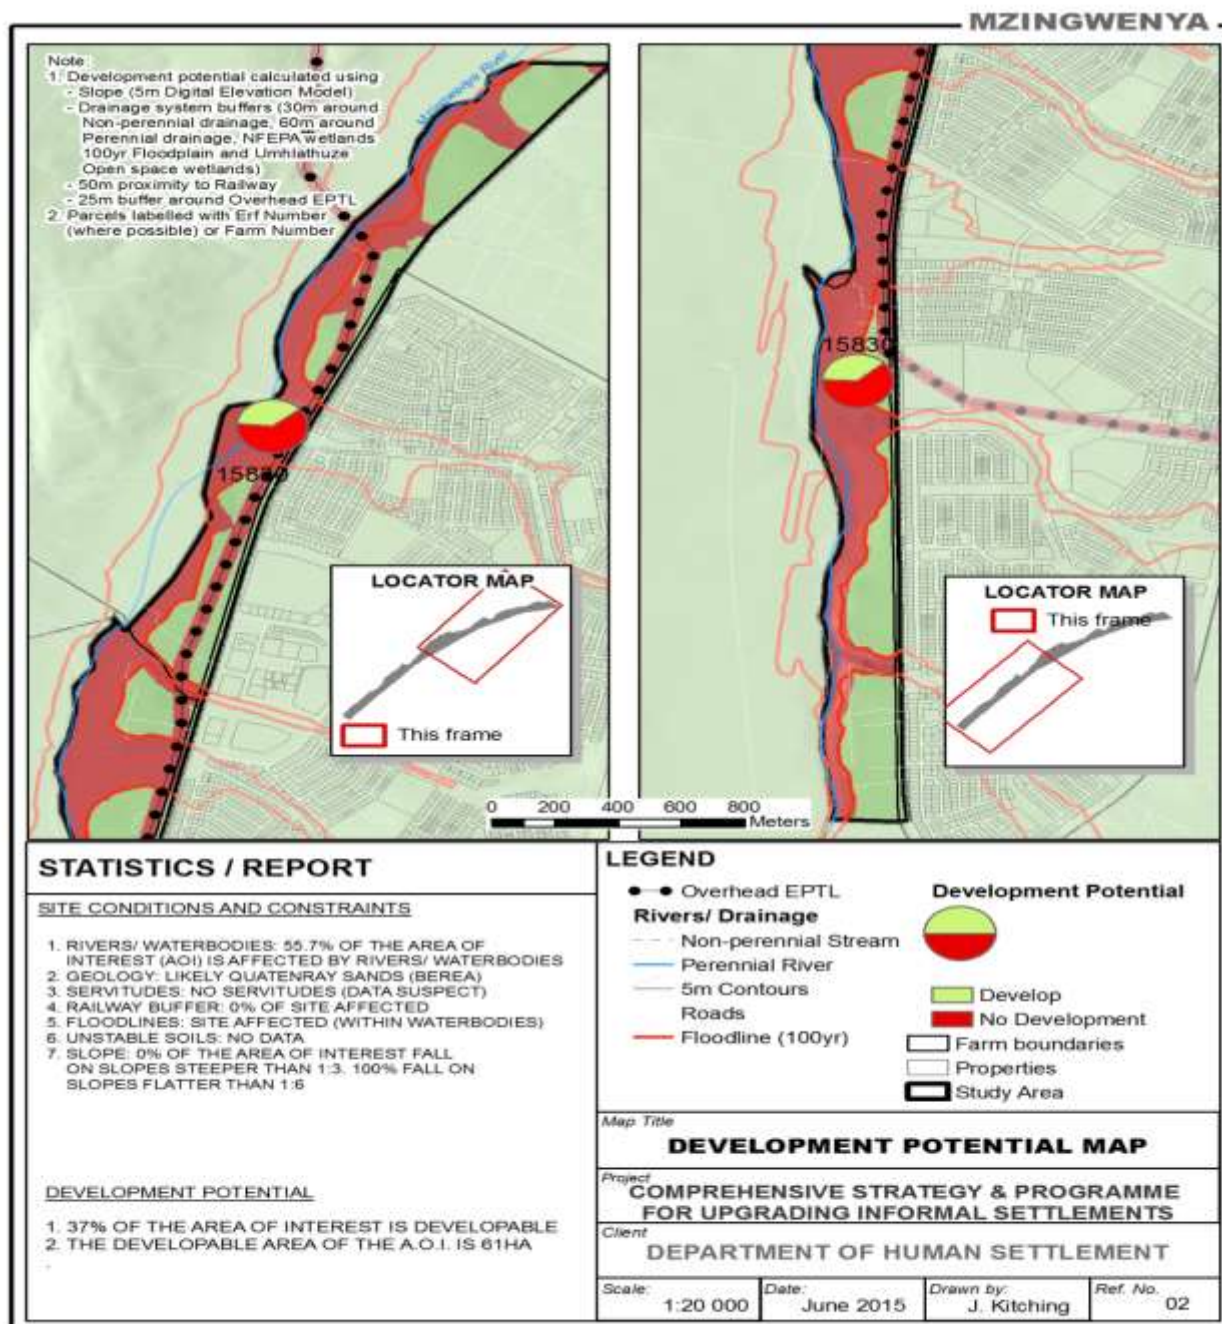 MZINGWENYA
Note:
1. Development potential calculated using
- Slope (5m Digital Elevation Model)
- Drainage system buffers (30m around
Non-perennial drainage, 60m around
Perennial drainage, NFEPA wetlands
100yr Floodplain and Umhlathuze
Open space wetlands)
- 50m proximity to Railway
- 25m buffer around Overhead EPTL
2. Parcels labelled with Erf Number
(where possible) or Farm Number
15830
LOCATOR MAP
This frame
15830
LOCATOR MAP
This frame
0 200 400 600 800
Meters
STATISTICS / REPORT
SITE CONDITIONS AND CONSTRAINTS
1. RIVERS/ WATERBODIES: 55.7% OF THE AREA OF
INTEREST (AOI) IS AFFECTED BY RIVERS/ WATERBODIES
2. GEOLOGY: LIKELY QUATENRAY SANDS (BEREA)
3. SERVITUDES: NO SERVITUDES (DATA SUSPECT)
4. RAILWAY BUFFER: 0% OF SITE AFFECTED
5. FLOODLINES: SITE AFFECTED (WITHIN WATERBODIES)
6. UNSTABLE SOILS: NO DATA
7. SLOPE: 0% OF THE AREA OF INTEREST FALL
ON SLOPES STEEPER THAN 1:3. 100% FALL ON
SLOPES FLATTER THAN 1:6
DEVELOPMENT POTENTIAL
1. 37% OF THE AREA OF INTEREST IS DEVELOPABLE
2. THE DEVELOPABLE AREA OF THE A.O.I. IS 61HA
.
LEGEND
Overhead EPTL
Rivers/ Drainage
Non-perennial Stream
Perennial River
5m Contours
Roads
Floodline (100yr)
Development Potential
Develop
No Development
Farm boundaries
Properties
Study Area
Map Title
DEVELOPMENT POTENTIAL MAP
Project
COMPREHENSIVE STRATEGY & PROGRAMME
FOR UPGRADING INFORMAL SETTLEMENTS
Client
DEPARTMENT OF HUMAN SETTLEMENT
Scale:
1:20 000
Date:
June 2015
Drawn by:
J. Kitching
Ref. No.
02